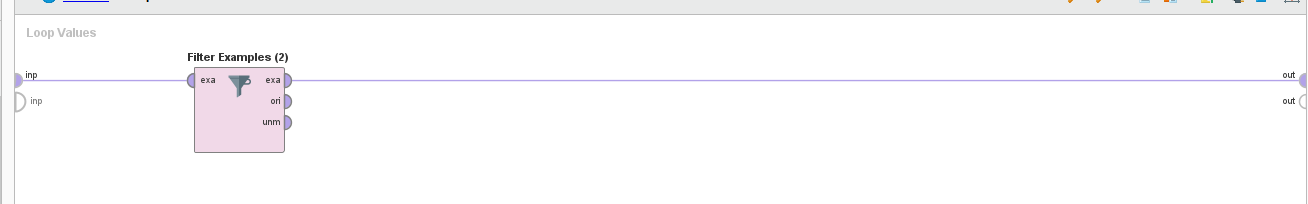 Loop Values
Filter Examples (2)
inp exa exa out
inp ori out
unm